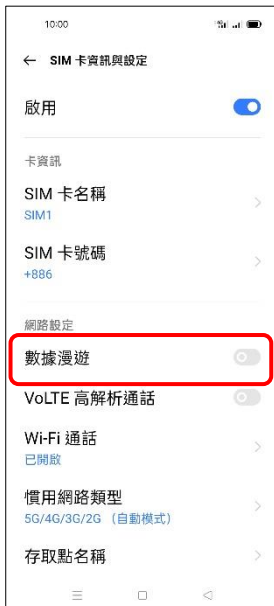 10:00
← SIM 卡資訊與設定
啟用
卡資訊
SIM 卡名稱
SIM1
SIM 卡號碼
+886
網路設定
數據漫遊
VoLTE 高解析通話
Wi-Fi 通話
已開啟
慣用網路類型
5G/4G/3G/2G (自動模式)
存取點名稱